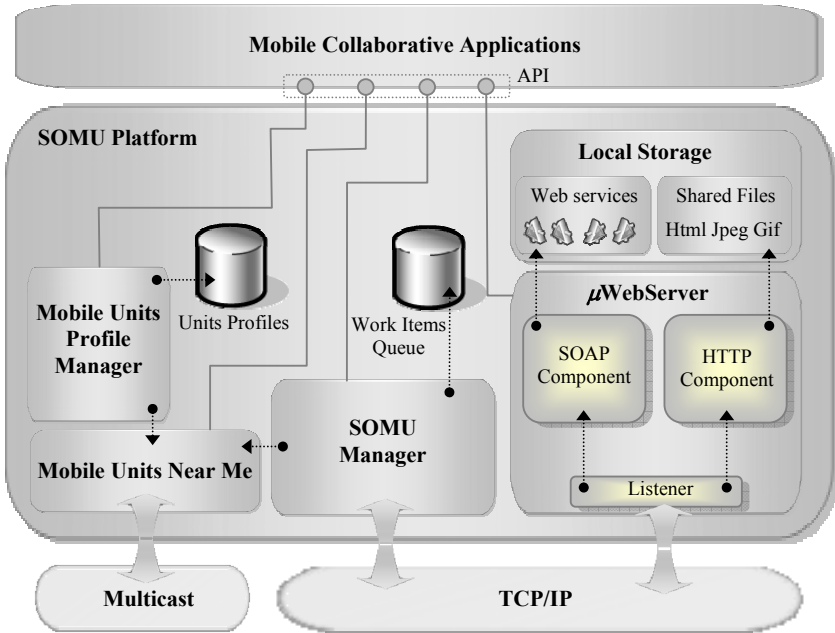 Mobile Collaborative Applications
API
SOMU Platform
Local Storage
Web services
Shared Files
Html Jpeg Gif
Units Profiles
Work Items
Queue
μWebServer
Mobile Units
Profile
Manager
SOAP
Component
HTTP
Component
SOMU
Manager
Mobile Units Near Me
Listener
Multicast
TCP/IP